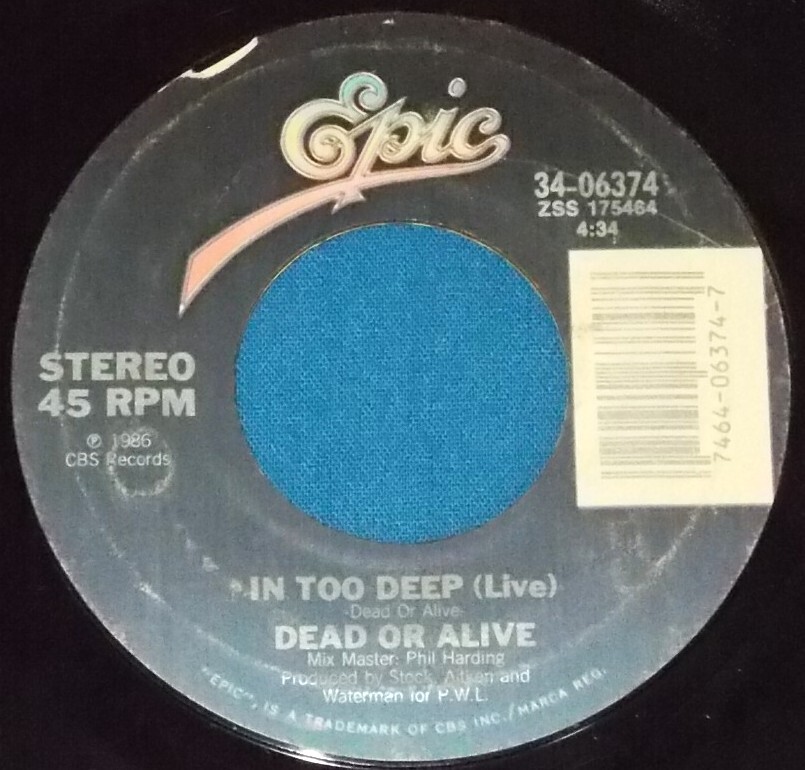 Epic
34-06374
ZSS 175464
4:34
7464-06374-7
STEREO
45 RPM
℗ 1986
CBS Records
IN TOO DEEP (Live)
-Dead Or Alive-
DEAD OR ALIVE
Mix Master: Phil Harding
Produced by Stock, Aitken and
Waterman for P.W.L.
"EPIC", IS A TRADEMARK OF CBS INC./MARCA REG.